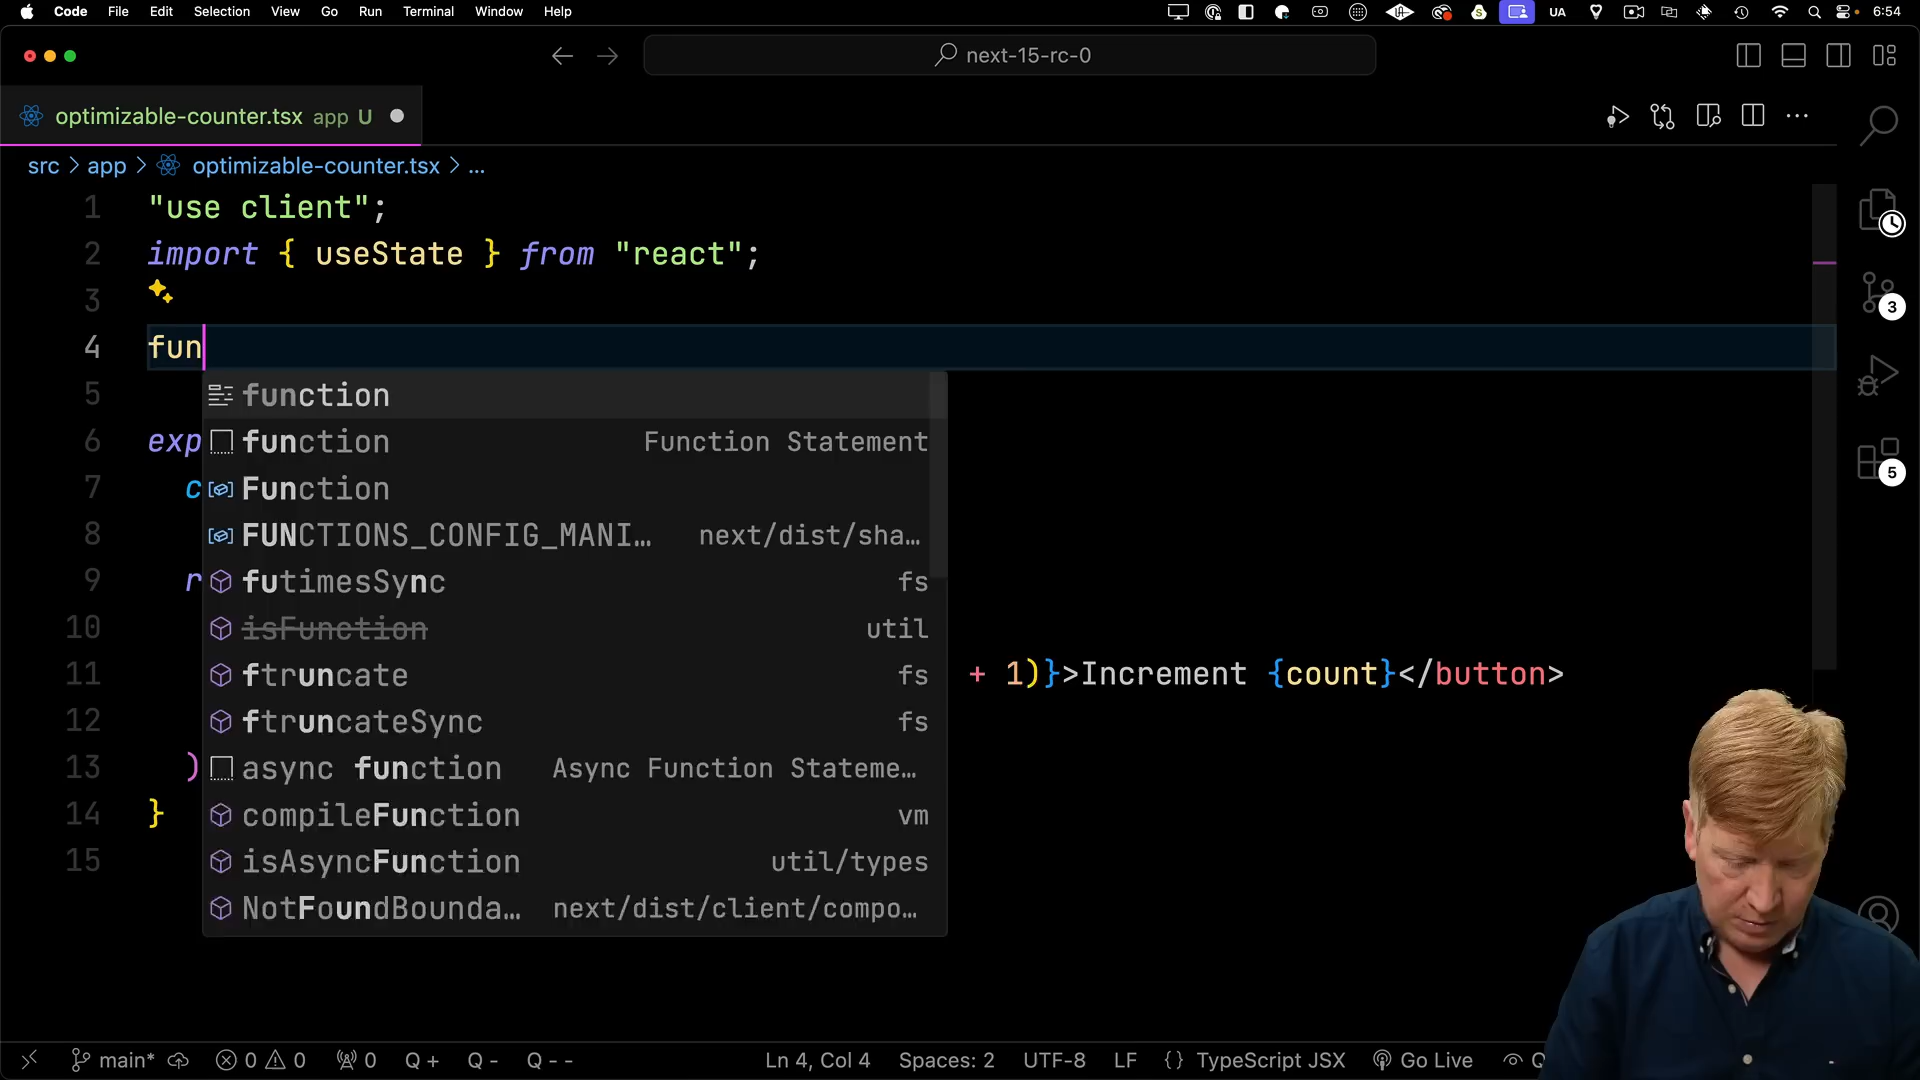 Code File Edit Selection View Go Run Terminal Window Help UA 6:54
next-15-rc-0
optimizable-counter.tsx app U
src > app > optimizable-counter.tsx > ...
1 "use client";
2 import { useState } from "react";
3
4 fun
5 function
6 exp function Function Statement
7 c Function
8 FUNCTIONS_CONFIG_MANI… next/dist/sha…
9 r futimesSync fs
10 isFunction util
11 ftruncate fs + 1)}>Increment {count}</button>
12 ftruncateSync fs
13 ) async function Async Function Stateme…
14 } compileFunction vm
15 isAsyncFunction util/types
NotFoundBounda… next/dist/client/compo…
3
5
main* 0 0 0 Q + Q - Q - - Ln 4, Col 4 Spaces: 2 UTF-8 LF {} TypeScript JSX Go Live Q